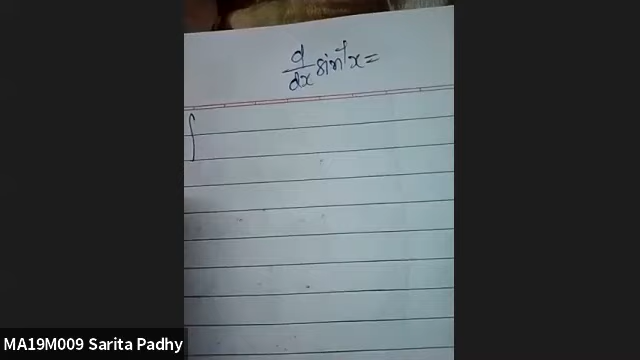 d/dx sin⁻¹x =
∫
MA19M009 Sarita Padhy